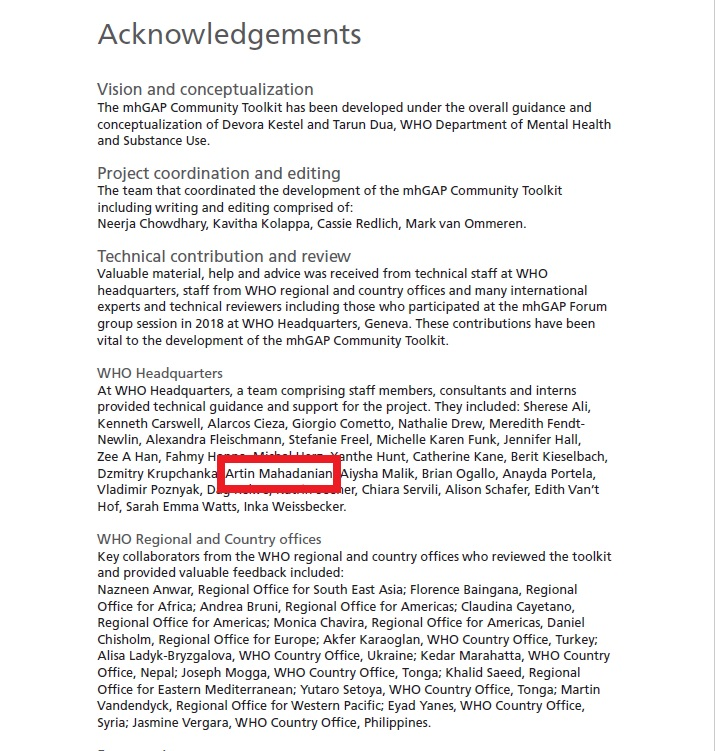 Acknowledgements
Vision and conceptualization
The mhGAP Community Toolkit has been developed under the overall guidance and
conceptualization of Devora Kestel and Tarun Dua, WHO Department of Mental Health
and Substance Use.
Project coordination and editing
The team that coordinated the development of the mhGAP Community Toolkit
including writing and editing comprised of:
Neerja Chowdhary, Kavitha Kolappa, Cassie Redlich, Mark van Ommeren.
Technical contribution and review
Valuable material, help and advice was received from technical staff at WHO
headquarters, staff from WHO regional and country offices and many international
experts and technical reviewers including those who participated at the mhGAP Forum
group session in 2018 at WHO Headquarters, Geneva. These contributions have been
vital to the development of the mhGAP Community Toolkit.
WHO Headquarters
At WHO Headquarters, a team comprising staff members, consultants and interns
provided technical guidance and support for the project. They included: Sherese Ali,
Kenneth Carswell, Alarcos Cieza, Giorgio Cometto, Nathalie Drew, Meredith Fendt-
Newlin, Alexandra Fleischmann, Stefanie Freel, Michelle Karen Funk, Jennifer Hall,
Zee A Han, Fahmy Hunt, Catherine Kane, Berit Kieselbach,
Dzmitry Krupchanka Artin Mahadanian Aiysha Malik, Brian Ogallo, Anayda Portela,
Vladimir Poznyak, Chiara Servili, Alison Schafer, Edith Van't
Hof, Sarah Emma Watts, Inka Weissbecker.
WHO Regional and Country offices
Key collaborators from the WHO regional and country offices who reviewed the toolkit
and provided valuable feedback included:
Nazneen Anwar, Regional Office for South East Asia; Florence Baingana, Regional
Office for Africa; Andrea Bruni, Regional Office for Americas; Claudina Cayetano,
Regional Office for Americas; Monica Chavira, Regional Office for Americas, Daniel
Chisholm, Regional Office for Europe; Akfer Karaoglan, WHO Country Office, Turkey;
Alisa Ladyk-Bryzgalova, WHO Country Office, Ukraine; Kedar Marahatta, WHO Country
Office, Nepal; Joseph Mogga, WHO Country Office, Tonga; Khalid Saeed, Regional
Office for Eastern Mediterranean; Yutaro Setoya, WHO Country Office, Tonga; Martin
Vandendyck, Regional Office for Western Pacific; Eyad Yanes, WHO Country Office,
Syria; Jasmine Vergara, WHO Country Office, Philippines.